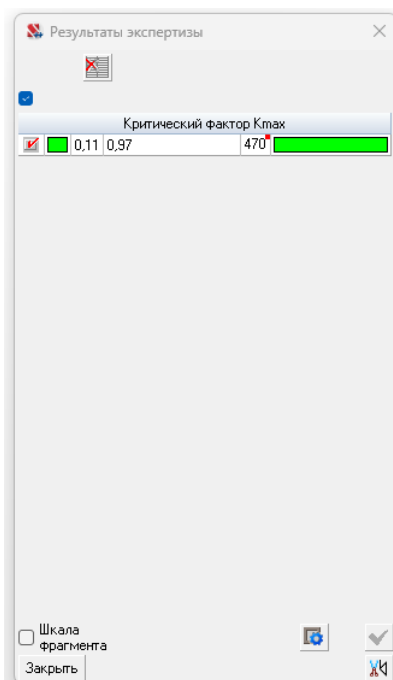 Результаты экспертизы
Критический фактор Kmax
0,11 0,97 470
Шкала
фрагмента
Закрыть